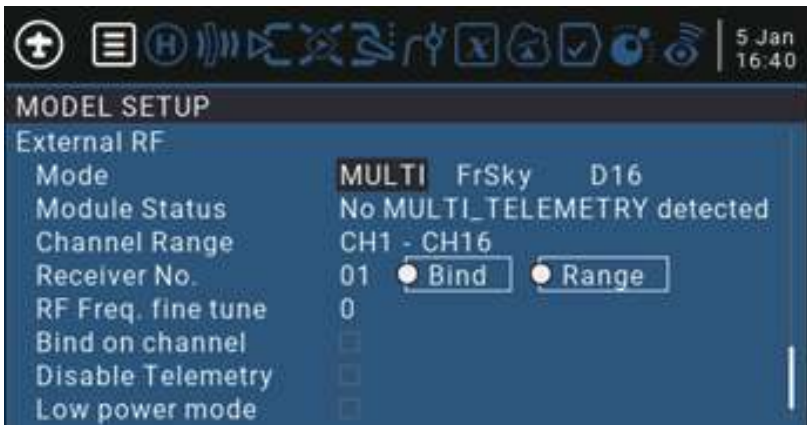 H x 5 Jan
16:40
MODEL SETUP
External RF
Mode MULTI FrSky D16
Module Status No MULTI_TELEMETRY detected
Channel Range CH1 - CH16
Receiver No. 01 Bind Range
RF Freq. fine tune 0
Bind on channel
Disable Telemetry
Low power mode